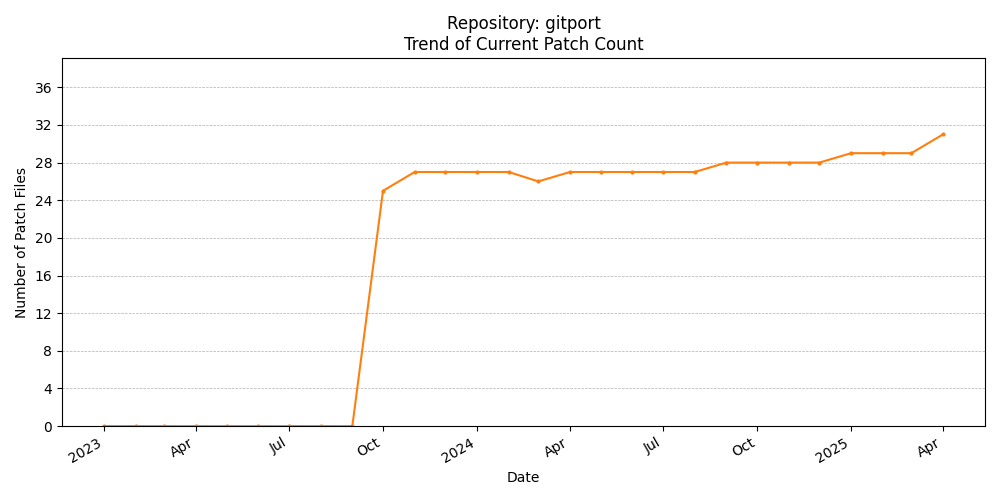 Repository: gitport
Trend of Current Patch Count
Number of Patch Files
36
32
28
24
20
16
12
8
4
0
2023
Apr
Jul
Oct
2024
Apr
Jul
Oct
2025
Apr
Date